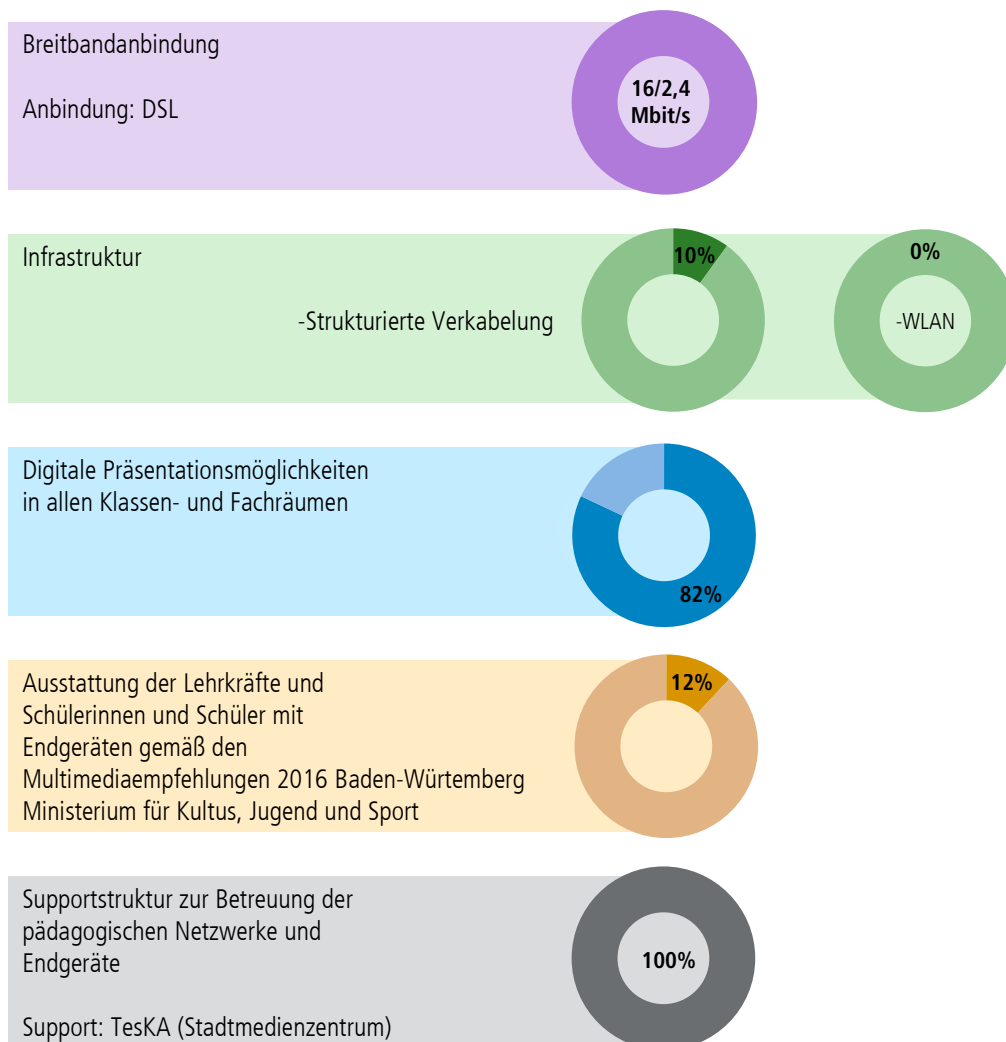 Breitbandanbindung
Anbindung: DSL
16/2,4
Mbit/s
Infrastruktur
-Strukturierte Verkabelung
10%
0%
-WLAN
Digitale Präsentationsmöglichkeiten
in allen Klassen- und Fachräumen
82%
Ausstattung der Lehrkräfte und
Schülerinnen und Schüler mit
Endgeräten gemäß den
Multimediaempfehlungen 2016 Baden-Würtemberg
Ministerium für Kultus, Jugend und Sport
12%
Supportstruktur zur Betreuung der
pädagogischen Netzwerke und
Endgeräte
Support: TesKA (Stadtmedienzentrum)
100%